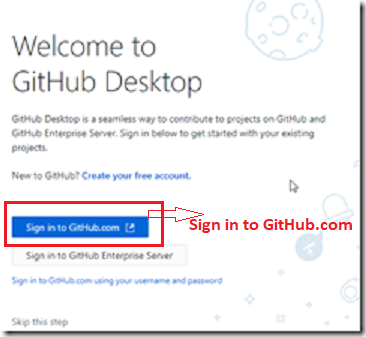 Welcome to
GitHub Desktop
GitHub Desktop is a seamless way to contribute to projects on GitHub and
GitHub Enterprise Server. Sign in below to get started with your existing
projects.
New to GitHub? Create your free account.
Sign in to GitHub.com
Sign in to GitHub.com
Sign in to GitHub Enterprise Server
Sign in to GitHub.com using your username and password
Skip this step